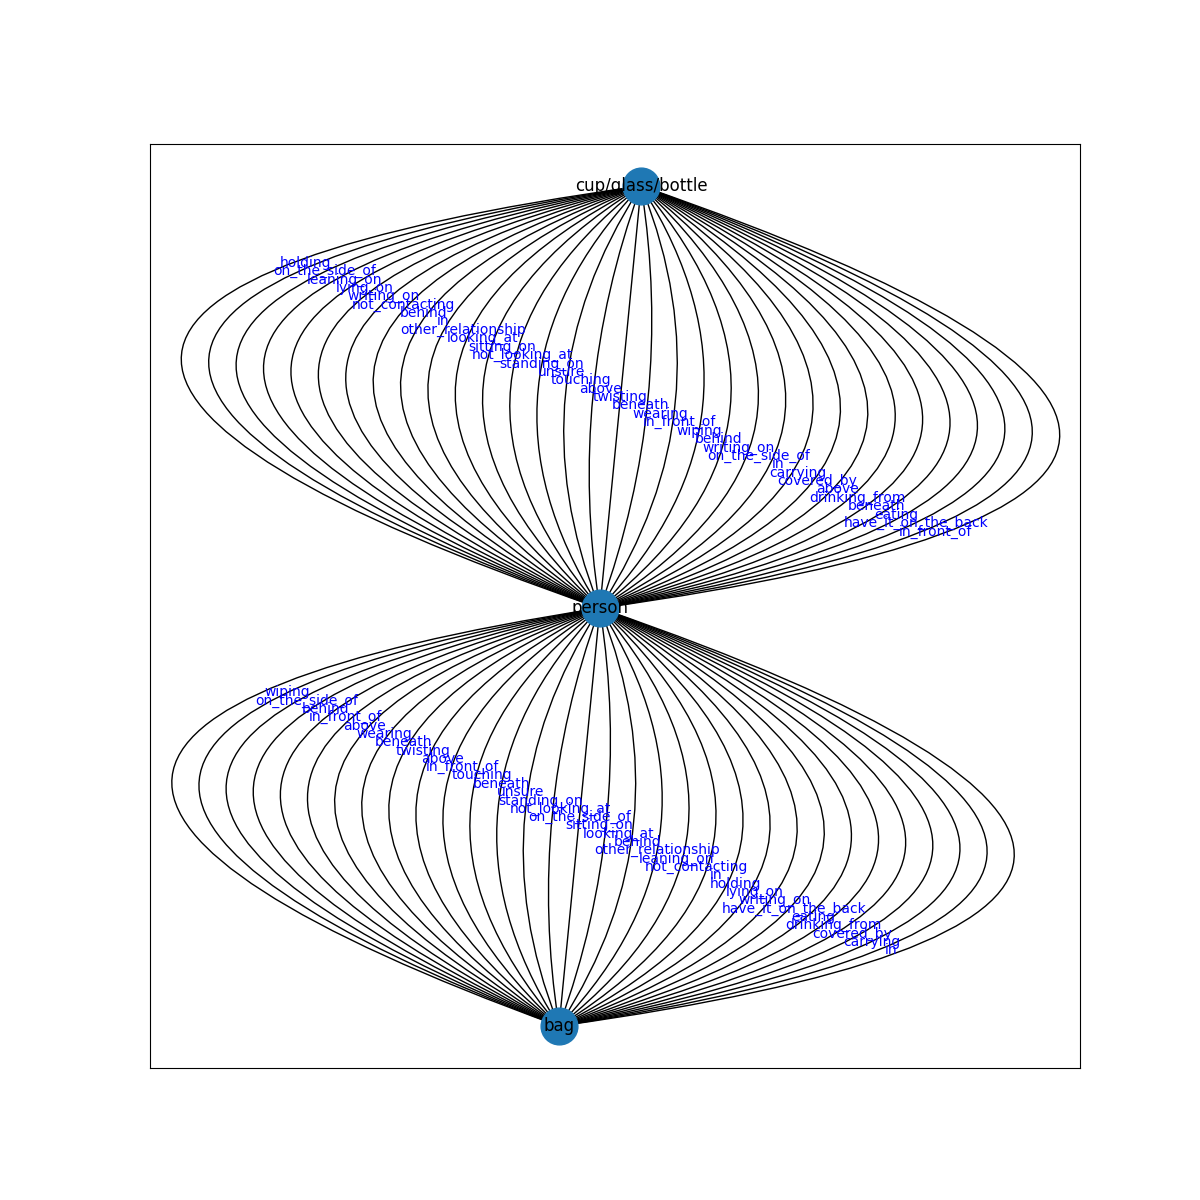 cup/glass/bottle
holding
on_the_side_of
leaning_on
lying_on
writing_on
not_contacting
behind
in
other_relationship
looking_at
sitting_on
not_looking_at
standing_on
unsure
touching
above
twisting
beneath
wearing
in_front_of
wiping
behind
writing_on
on_the_side_of
in
carrying
covered_by
above
drinking_from
beneath
eating
have_it_on_the_back
in_front_of
person
wiping
on_the_side_of
behind
in_front_of
above
wearing
beneath
twisting
above
in_front_of
touching
beneath
unsure
standing_on
not_looking_at
on_the_side_of
sitting_on
looking_at
behind
other_relationship
leaning_on
not_contacting
in
holding
lying_on
writing_on
have_it_on_the_back
eating
drinking_from
covered_by
carrying
in
bag